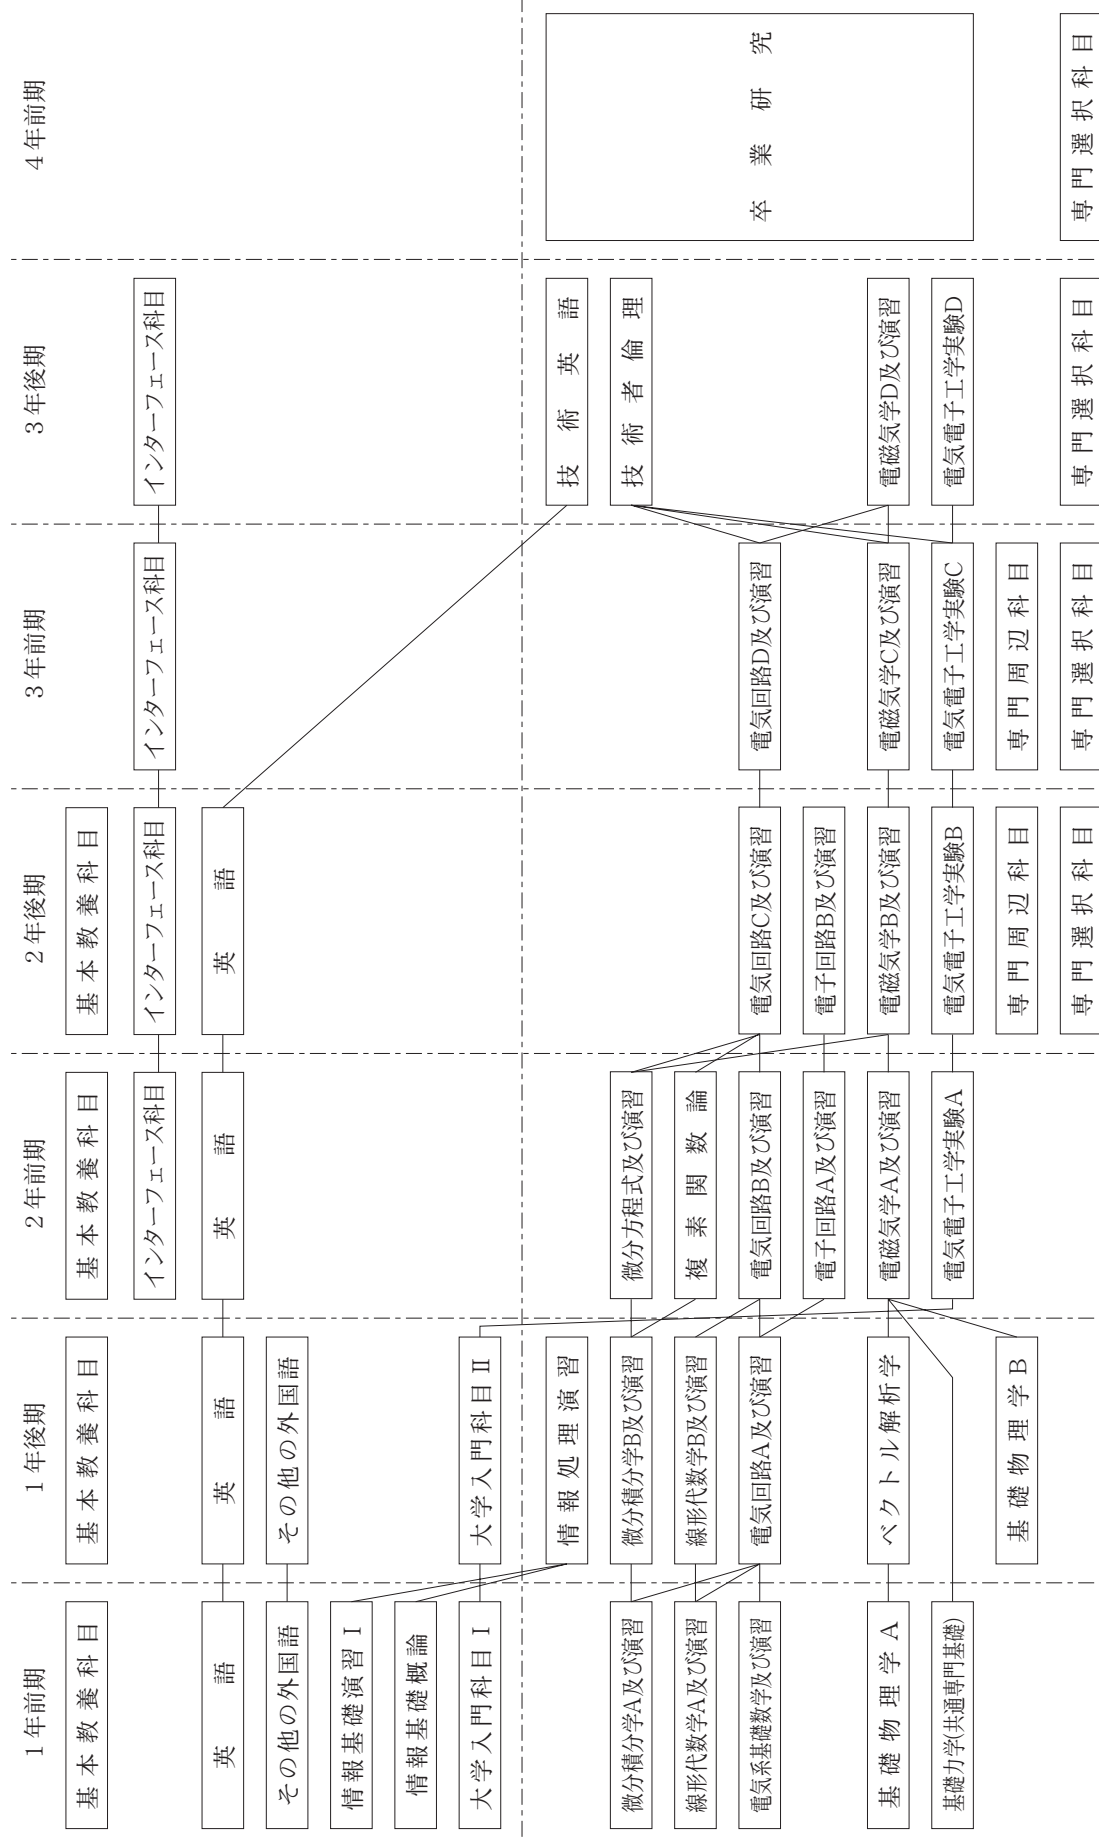 1年前期
基本教養科目
英語
その他の外国語
情報基礎演習Ⅰ
情報基礎概論
大学入門科目Ⅰ
微分積分学A及び演習
線形代数学A及び演習
電気系基礎数学及び演習
基礎物理学A
基礎力学(共通専門基礎)
1年後期
基本教養科目
英語
その他の外国語
大学入門科目Ⅱ
情報処理演習
微分積分学B及び演習
線形代数学B及び演習
電気回路A及び演習
ベクトル解析学
基礎物理学B
2年前期
基本教養科目
インターフェース科目
英語
微分方程式及び演習
複素関数論
電気回路B及び演習
電子回路A及び演習
電磁気学A及び演習
電気電子工学実験A
2年後期
基本教養科目
インターフェース科目
英語
電気回路C及び演習
電子回路B及び演習
電磁気学B及び演習
電気電子工学実験B
専門周辺科目
専門選択科目
3年前期
インターフェース科目
電気回路D及び演習
電磁気学C及び演習
電気電子工学実験C
専門周辺科目
専門選択科目
3年後期
インターフェース科目
技術英語
技術者倫理
電磁気学D及び演習
電気電子工学実験D
専門選択科目
4年前期
卒業研究
専門選択科目